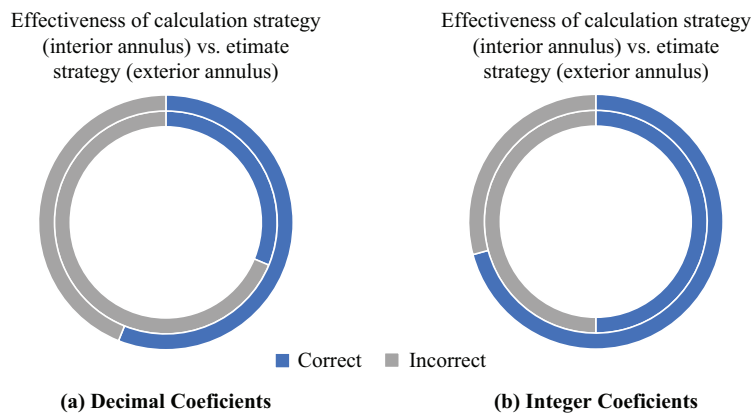 Effectiveness of calculation strategy
(interior annulus) vs. etimate
strategy (exterior annulus)
Effectiveness of calculation strategy
(interior annulus) vs. etimate
strategy (exterior annulus)
Correct Incorrect
(a) Decimal Coeficients
(b) Integer Coeficients